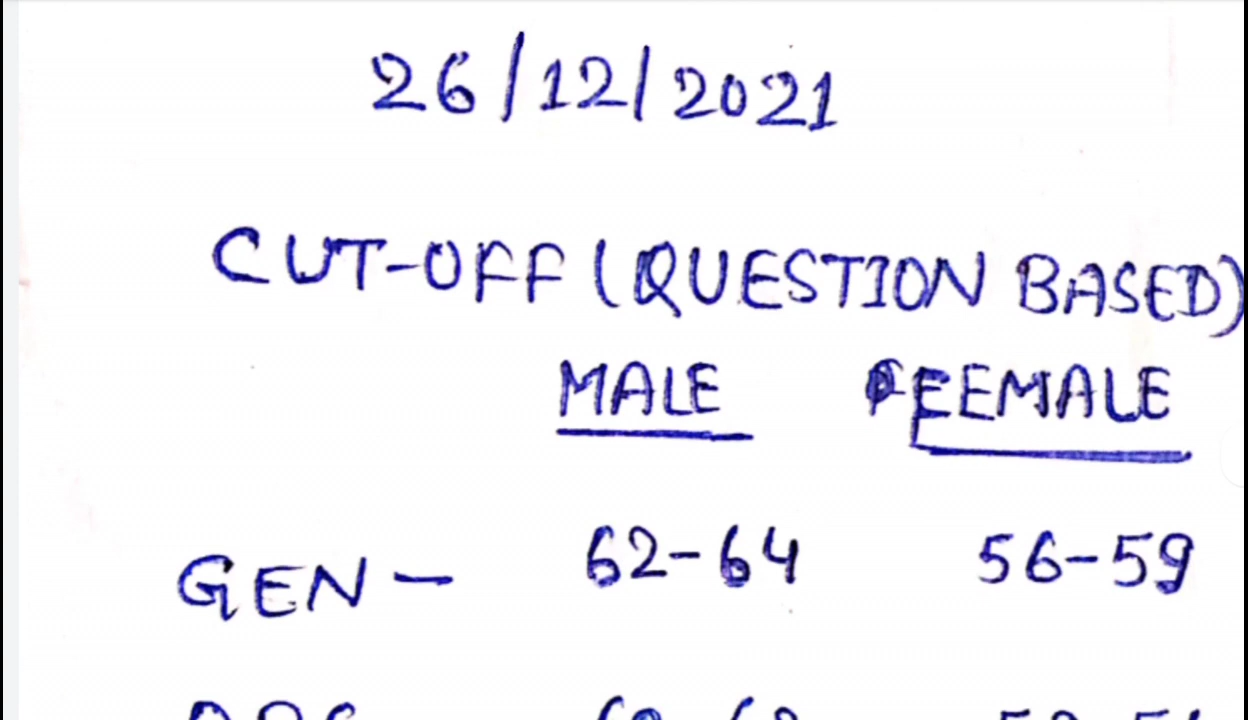 26/12/2021
CUT-OFF (QUESTION BASED)
MALE FEEMALE
GEN - 62-64 56-59